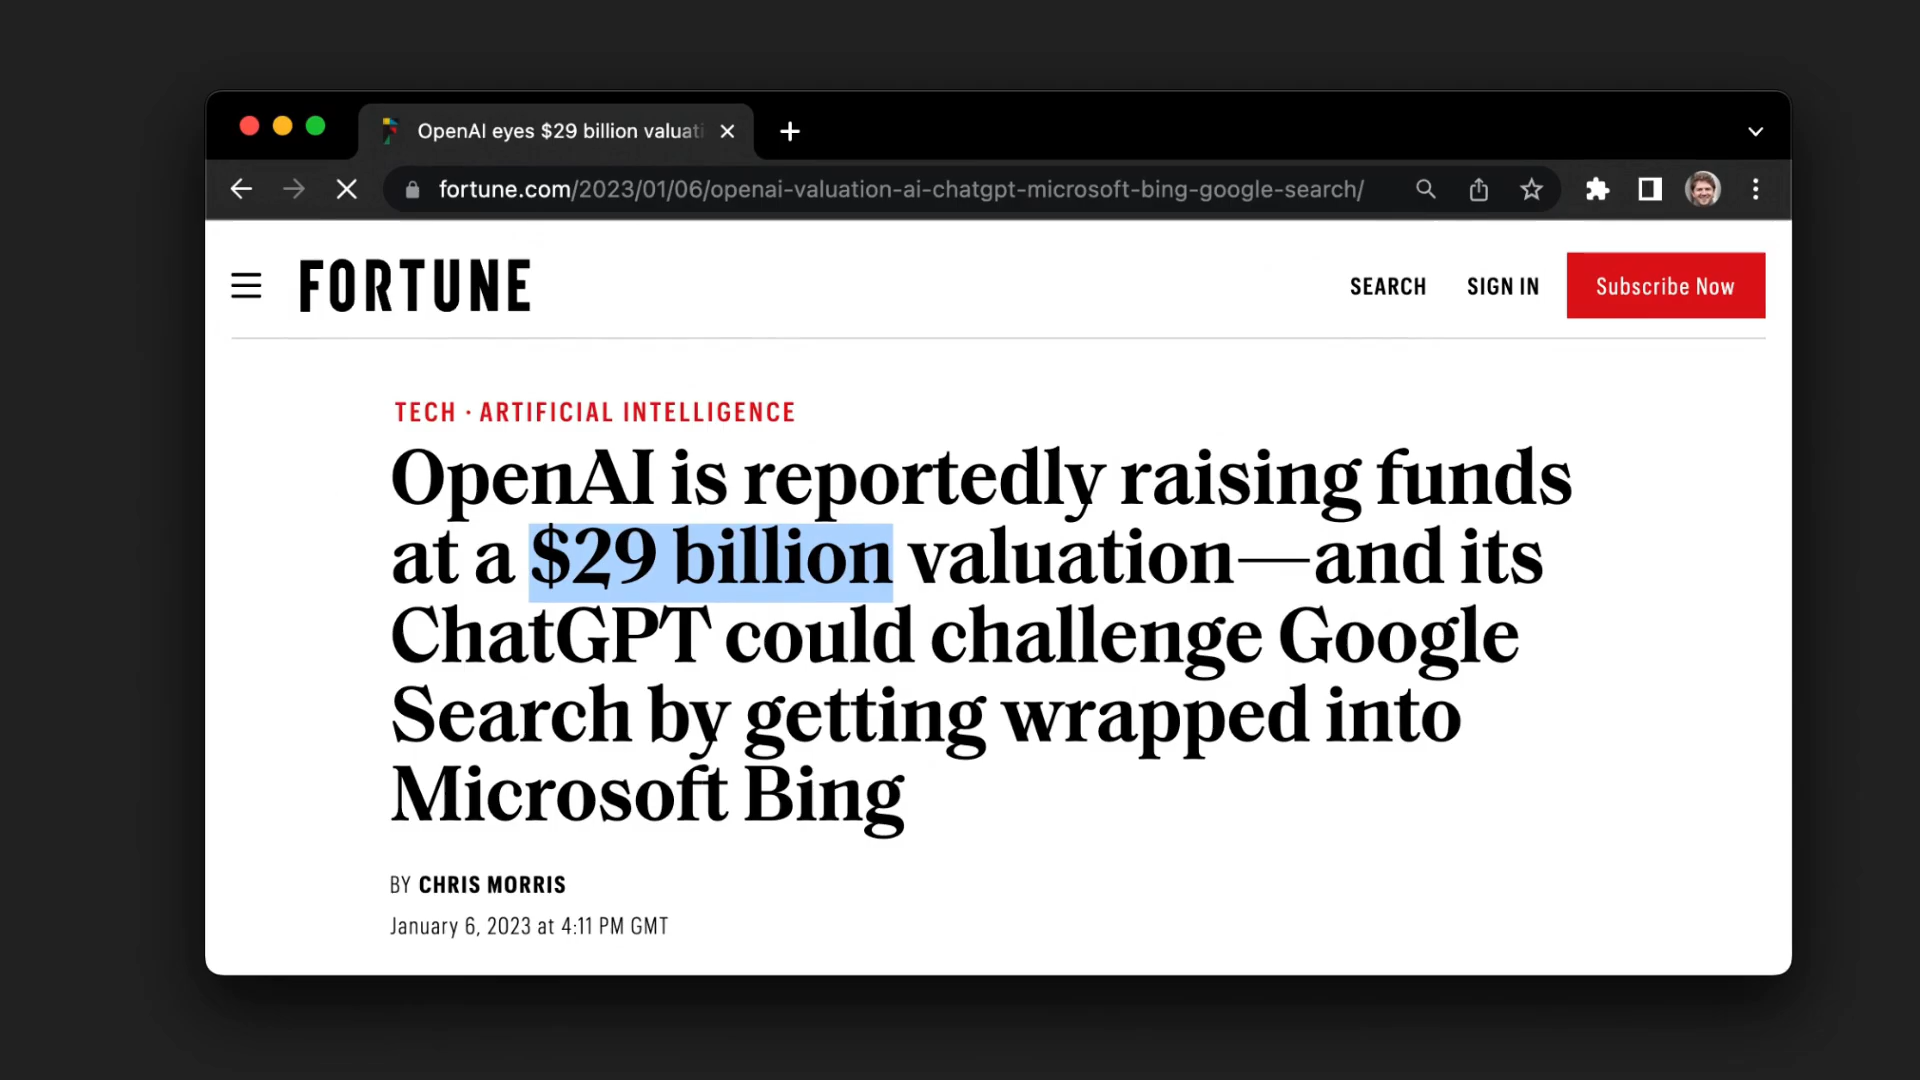 OpenAI eyes $29 billion valuati
fortune.com/2023/01/06/openai-valuation-ai-chatgpt-microsoft-bing-google-search/
FORTUNE
SEARCH
SIGN IN
Subscribe Now
TECH · ARTIFICIAL INTELLIGENCE
OpenAI is reportedly raising funds
at a $29 billion valuation—and its
ChatGPT could challenge Google
Search by getting wrapped into
Microsoft Bing
BY CHRIS MORRIS
January 6, 2023 at 4:11 PM GMT